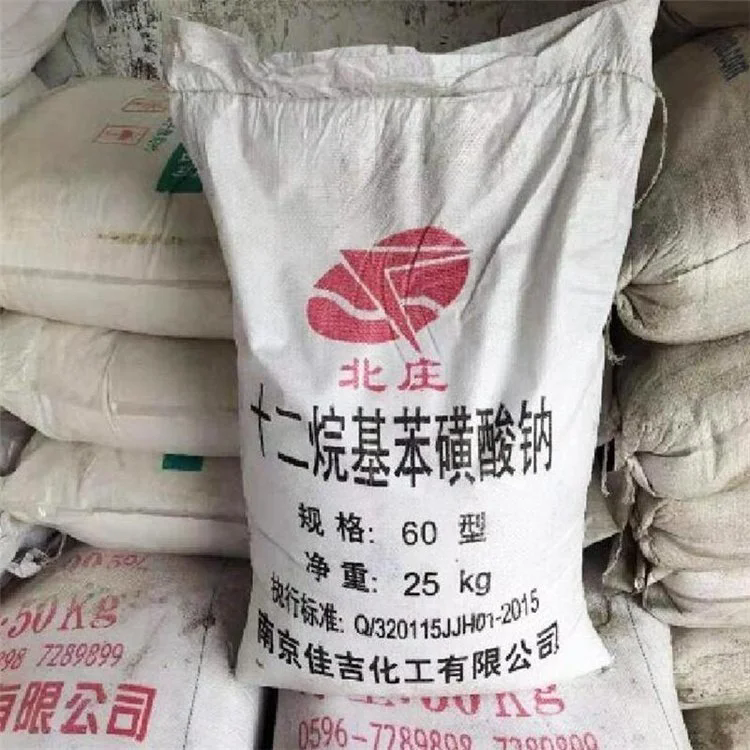 北庄
十二烷基苯磺酸钠
规格: 60 型
净重: 25 kg
执行标准: Q/320115JJH01-2015
南京佳吉化工有限公司
50Kg
7289899
有限公司
0596-7289899